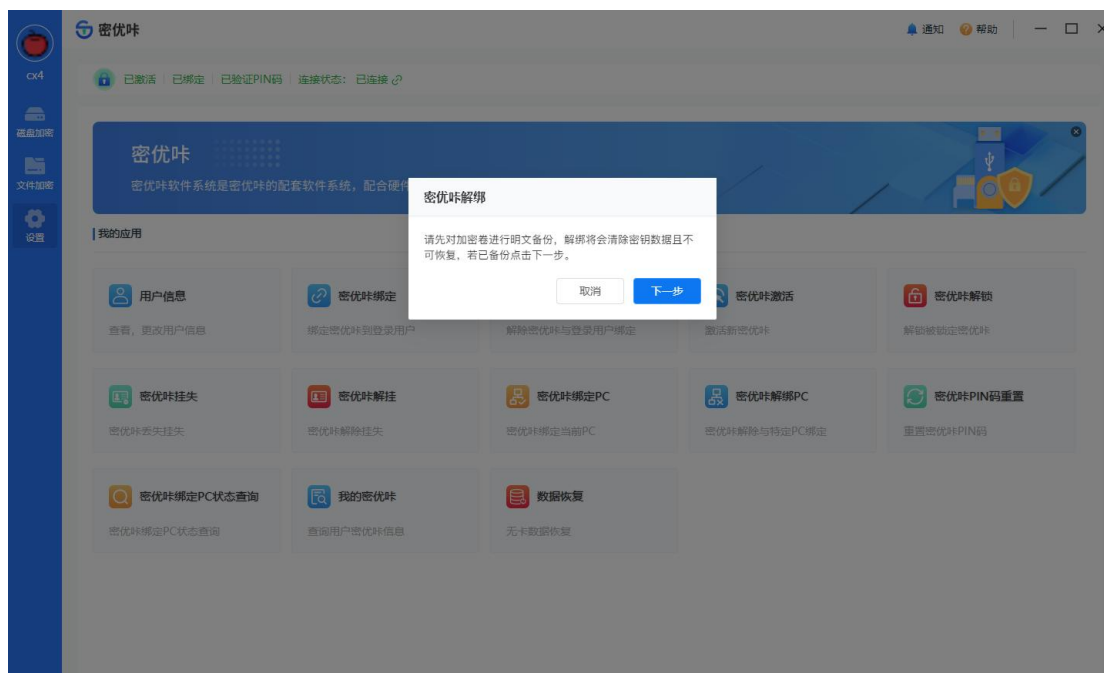 密优咔
通知
帮助
cx4
已激活
已绑定
已验证PIN码
连接状态: 已连接
磁盘加密
文件加密
设置
密优咔
密优咔软件系统是密优咔的配套软件系统,配合硬件
密优咔解绑
请先对加密卷进行明文备份,解绑将会清除密钥数据且不
可恢复,若已备份点击下一步。
取消
下一步
我的应用
用户信息
查看,更改用户信息
密优咔绑定
绑定密优咔到登录用户
解除密优咔与登录用户绑定
密优咔激活
激活新密优咔
密优咔解锁
解锁被锁定密优咔
密优咔挂失
密优咔丢失挂失
密优咔解挂
密优咔解除挂失
密优咔绑定PC
密优咔绑定当前PC
密优咔解绑PC
密优咔解除与特定PC绑定
密优咔PIN码重置
重置密优咔PIN码
密优咔绑定PC状态查询
密优咔绑定PC状态查询
我的密优咔
查询用户密优咔信息
数据恢复
无卡数据恢复